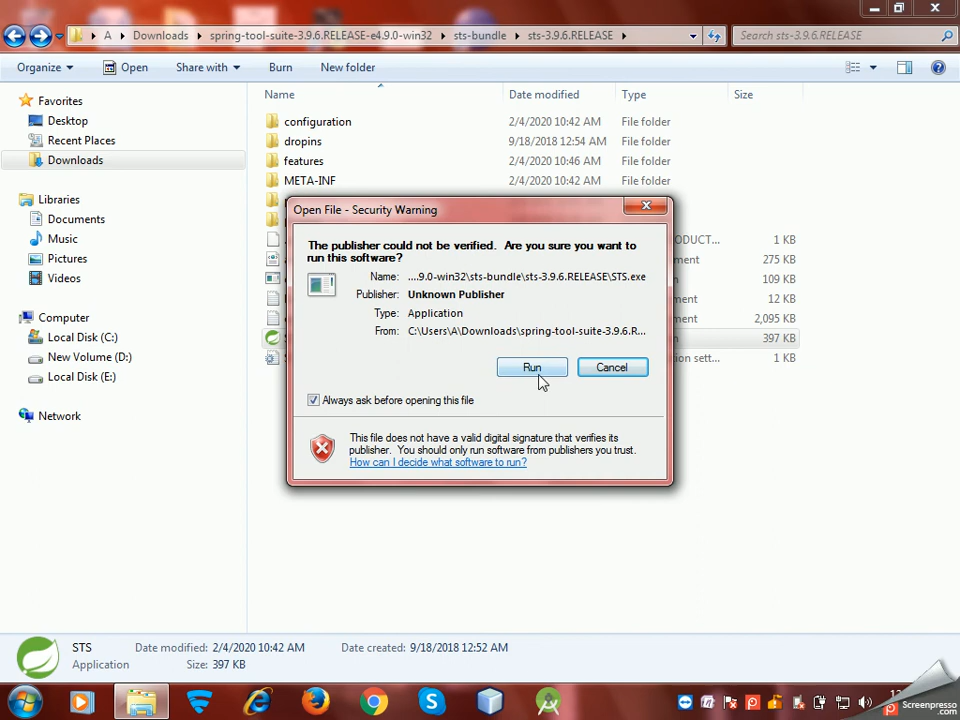 A Downloads spring-tool-suite-3.9.6.RELEASE-e4.9.0-win32 sts-bundle sts-3.9.6.RELEASE Search sts-3.9.6.RELEASE
Organize Open Share with Burn New folder
Name Date modified Type Size
Favorites
Desktop
Recent Places
Downloads
Libraries
Documents
Music
Pictures
Videos
Computer
Local Disk (C:)
New Volume (D:)
Local Disk (E:)
Network
configuration 2/4/2020 10:42 AM File folder
dropins 9/18/2018 12:54 AM File folder
features 2/4/2020 10:46 AM File folder
META-INF 2/4/2020 10:42 AM File folder
1 KB
275 KB
109 KB
12 KB
2,095 KB
397 KB
1 KB
Open File - Security Warning
The publisher could not be verified. Are you sure you want to
run this software?
Name: ....9.0-win32\sts-bundle\sts-3.9.6.RELEASE\STS.exe
Publisher: Unknown Publisher
Type: Application
From: C:\Users\A\Downloads\spring-tool-suite-3.9.6.R...
Run Cancel
Always ask before opening this file
This file does not have a valid digital signature that verifies its
publisher. You should only run software from publishers you trust.
How can I decide what software to run?
STS Date modified: 2/4/2020 10:42 AM Date created: 9/18/2018 12:52 AM
Application Size: 397 KB
Screenpresso
.com